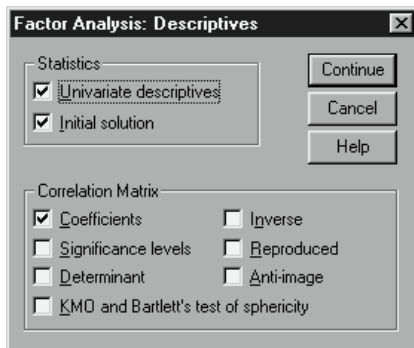 Factor Analysis: Descriptives
Statistics
Univariate descriptives
Initial solution
Continue
Cancel
Help
Correlation Matrix
Coefficients
Inverse
Significance levels
Reproduced
Determinant
Anti-image
KMO and Bartlett's test of sphericity